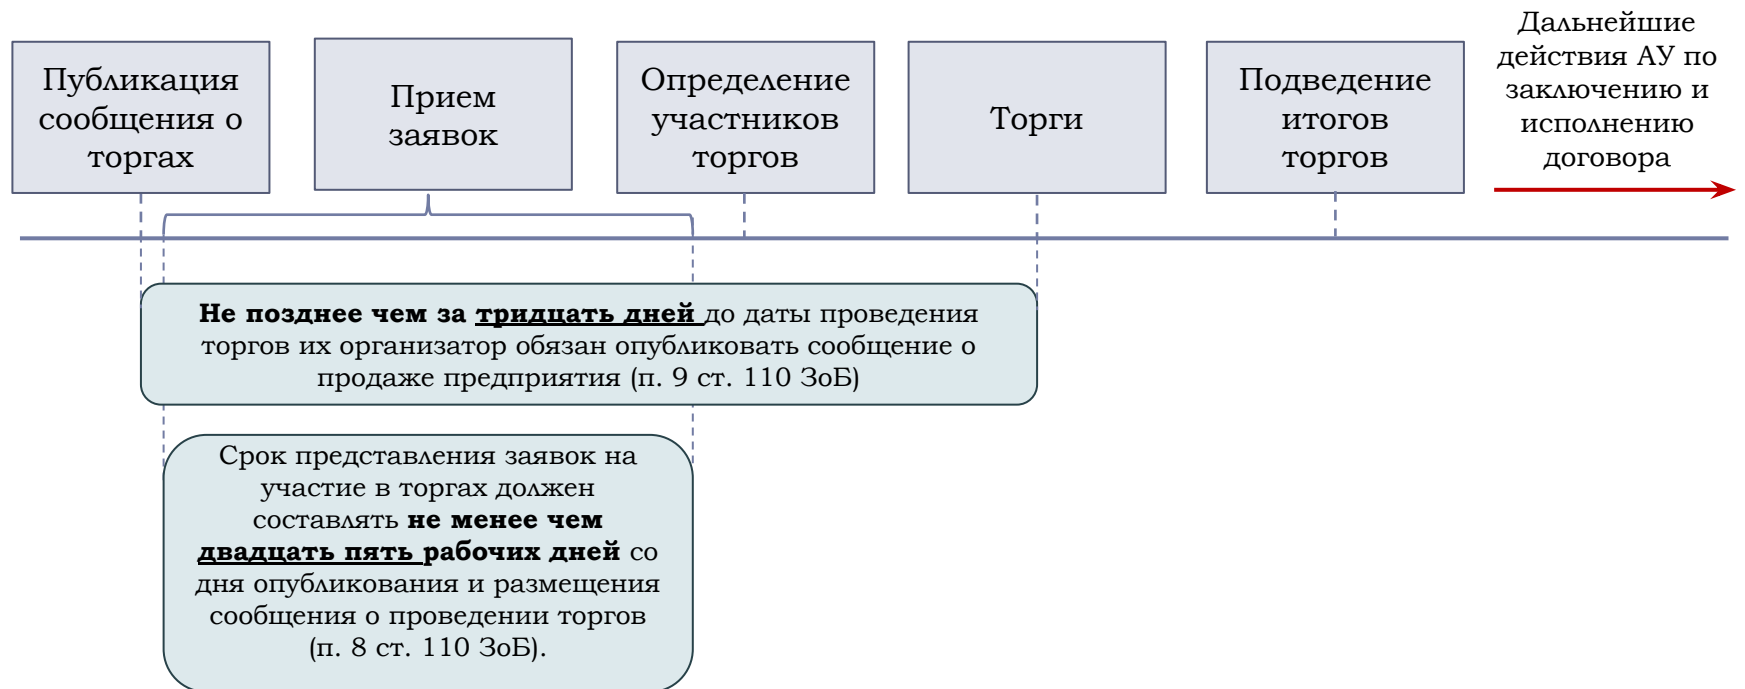 Публикация
сообщения о
торгах
Прием
заявок
Определение
участников
торгов
Торги
Подведение
итогов
торгов
Дальнейшие
действия АУ по
заключению и
исполнению
договора
Не позднее чем за тридцать дней до даты проведения
торгов их организатор обязан опубликовать сообщение о
продаже предприятия (п. 9 ст. 110 ЗоБ)
Срок представления заявок на
участие в торгах должен
составлять не менее чем
двадцать пять рабочих дней со
дня опубликования и размещения
сообщения о проведении торгов
(п. 8 ст. 110 ЗоБ).